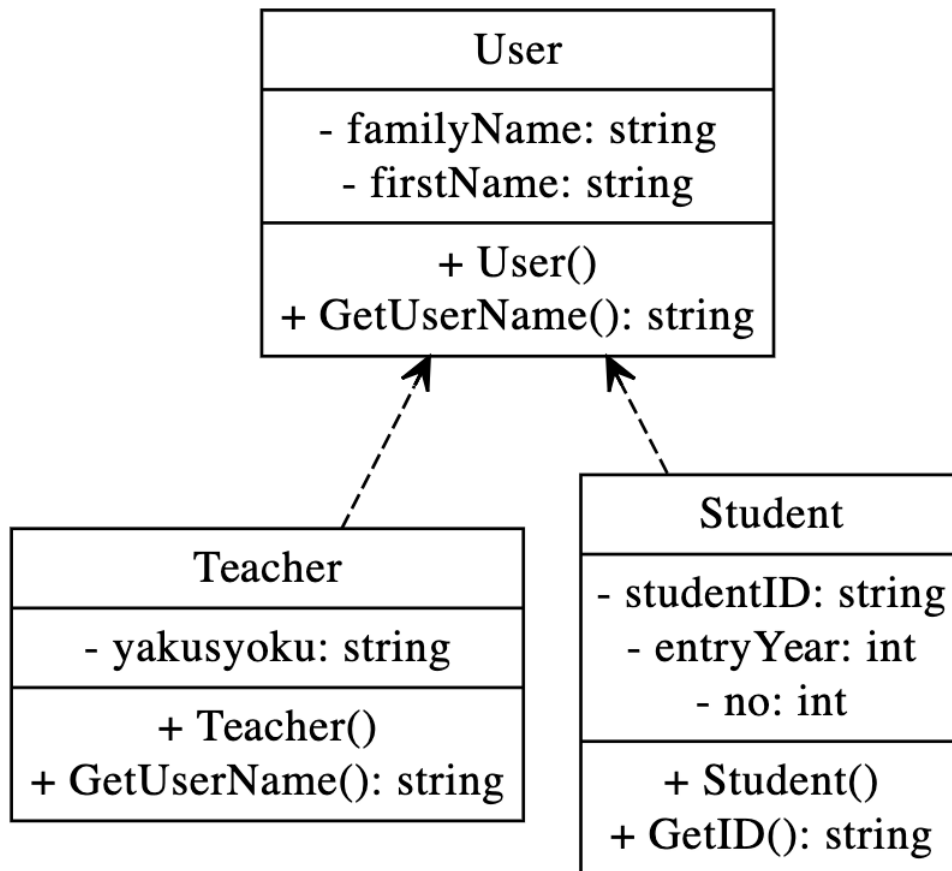 User
- familyName: string
- firstName: string
+ User()
+ GetUserName(): string
Teacher
- yakusyoku: string
+ Teacher()
+ GetUserName(): string
Student
- studentID: string
- entryYear: int
- no: int
+ Student()
+ GetID(): string